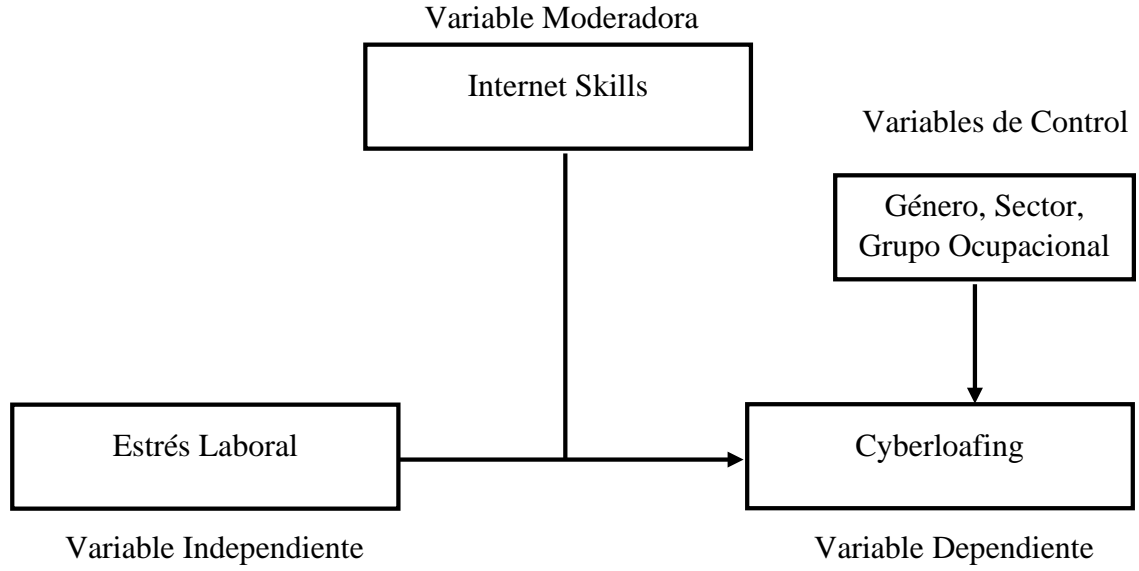 Variable Moderadora
Internet Skills
Variables de Control
Género, Sector,
Grupo Ocupacional
Estrés Laboral
Cyberloafing
Variable Independiente
Variable Dependiente